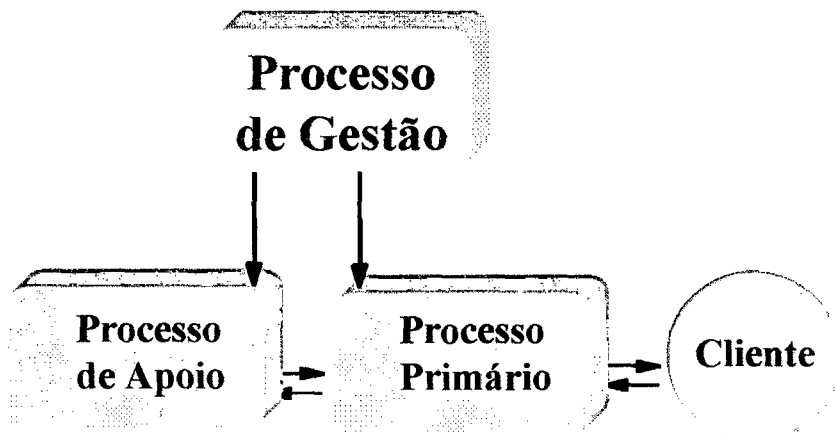 Processo
de Gestão
Processo
de Apoio
Processo
Primário
Cliente